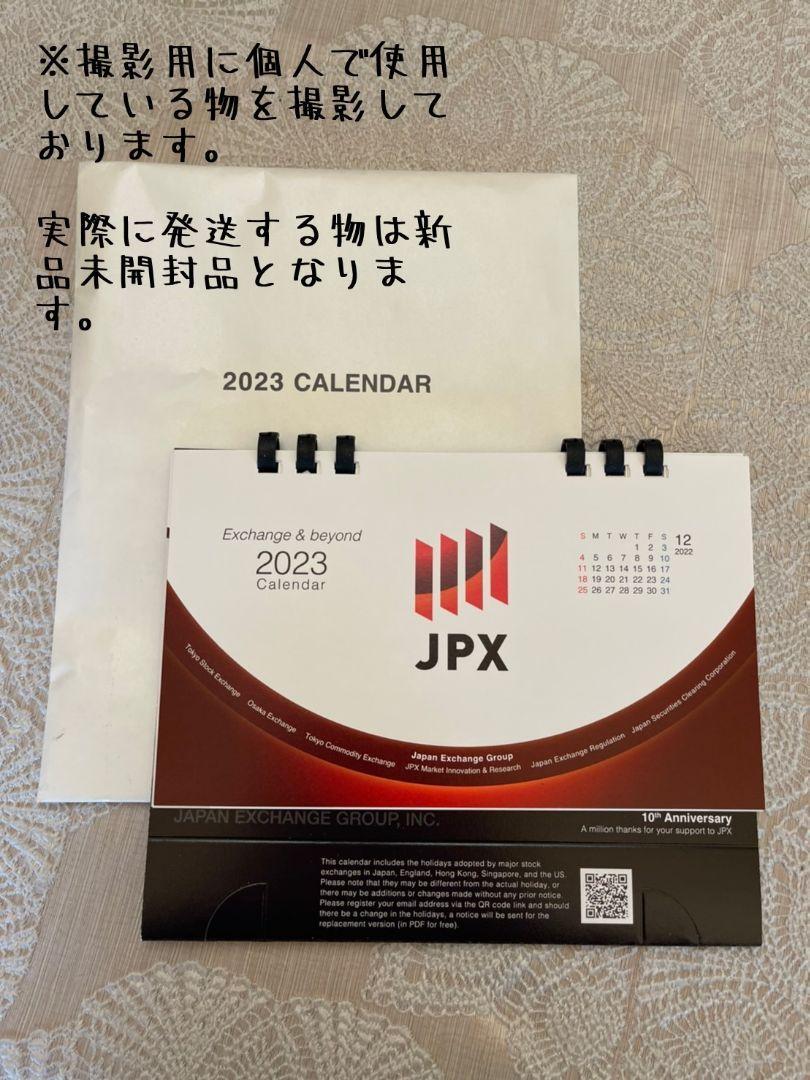 ※撮影用に個人で使用
している物を撮影して
おります。
実際に発送する物は新
品未開封品となりま
す。
2023 CALENDAR
Exchange & beyond
2023
Calendar
JPX
S M T W T F S
1 2 3
4 5 6 7 8 9 10
11 12 13 14 15 16 17
18 19 20 21 22 23 24
25 26 27 28 29 30 31
12
2022
Tokyo Stock Exchange
Osaka Exchange
Tokyo Commodity Exchange
Japan Exchange Group
JPX Market Innovation & Research
Japan Exchange Regulation
Japan Securities Clearing Corporation
JAPAN EXCHANGE GROUP, INC.
10th Anniversary
A million thanks for your support to JPX
This calendar includes the holidays adopted by major stock
exchanges in Japan, England, Hong Kong, Singapore, and the US.
Please note that they may be different from the actual holiday, or
there may be additions or changes made without any prior notice.
Please register your email address via the QR code link and should
there be a change in the holidays, a notice will be sent for the
replacement version (in PDF for free).